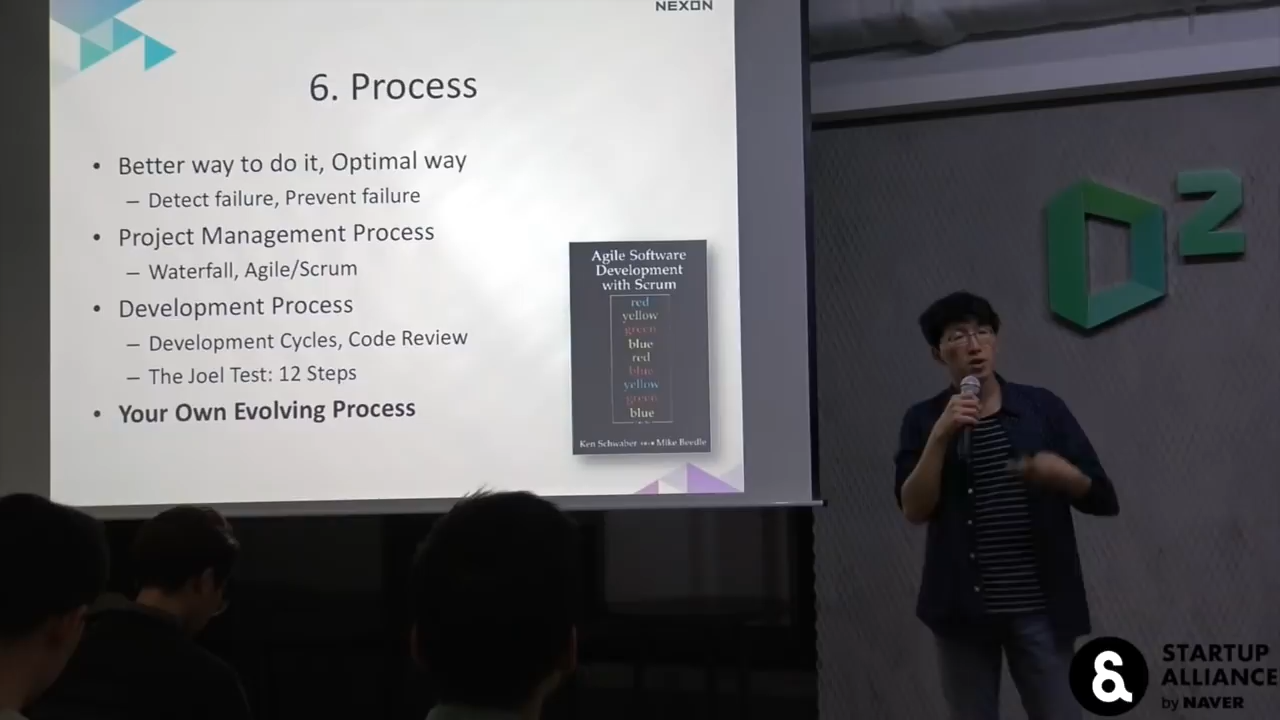 NEXON
6. Process
• Better way to do it, Optimal way
– Detect failure, Prevent failure
• Project Management Process
– Waterfall, Agile/Scrum
• Development Process
– Development Cycles, Code Review
– The Joel Test: 12 Steps
• Your Own Evolving Process
Agile Software
Development
with Scrum
red
yellow
green
blue
red
blue
yellow
green
blue
Ken Schwaber
Mike Beedle
D2
STARTUP
ALLIANCE
by NAVER